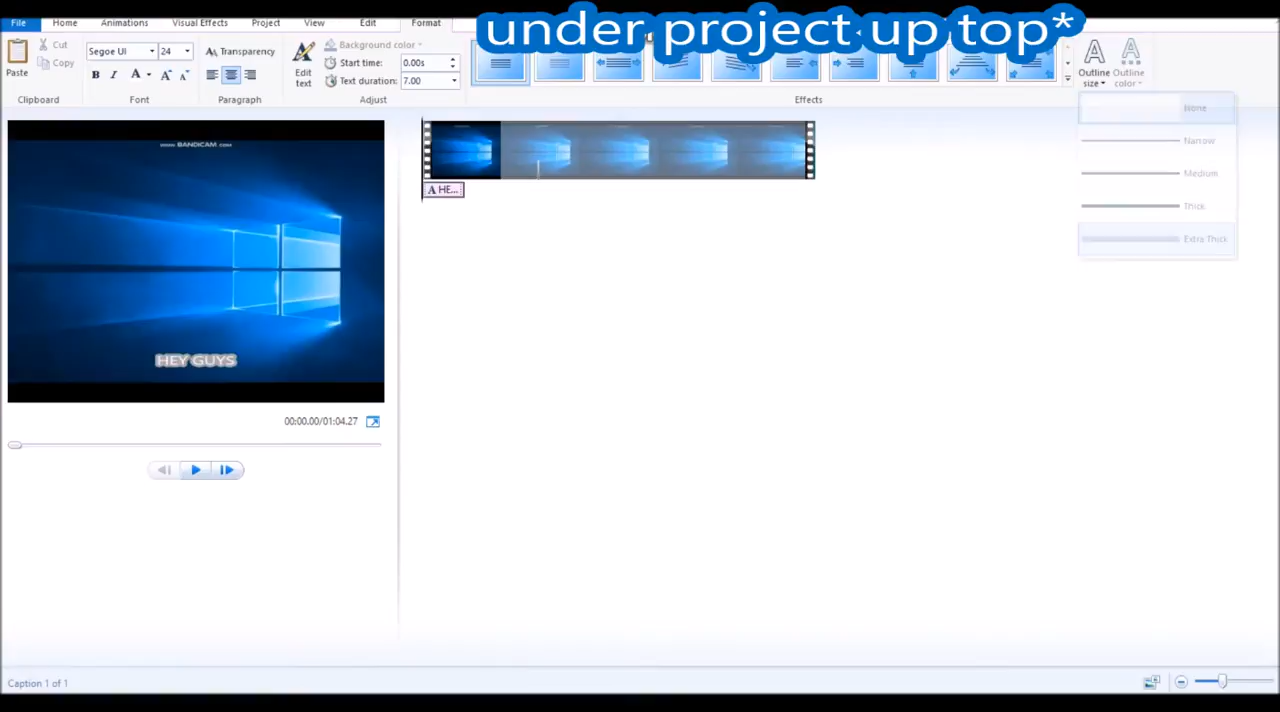 under project up top*
File Home Animations Visual Effects Project View Edit Format
Cut
Copy
Paste
Clipboard
Segoe UI 24
B I A A A
Font
Transparency
Paragraph
Edit text
Background color
Start time: 0.00s
Text duration: 7.00
Adjust
Effects
Outline size
Outline color
None
Narrow
Medium
Thick
Extra Thick
BANDICAM
A HE...
HEY GUYS
00:00.00/01:04.27
Caption 1 of 1